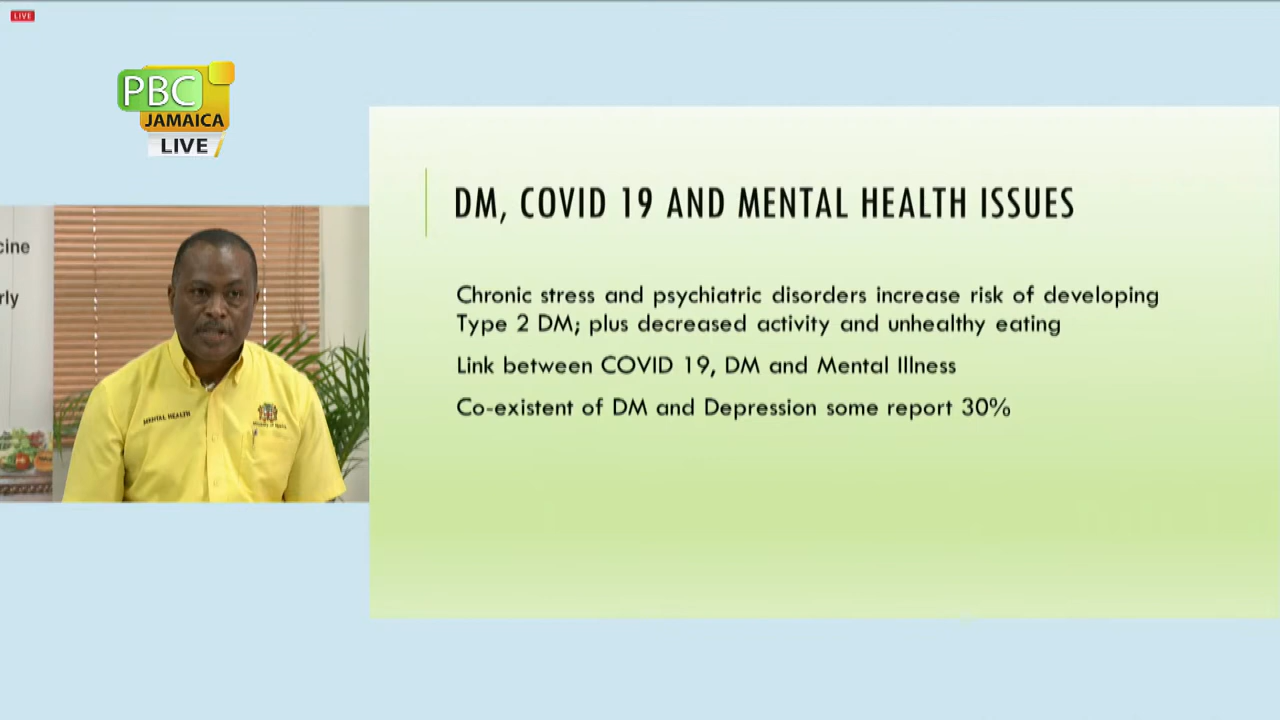 LIVE
PBC
JAMAICA
LIVE
DM, COVID 19 AND MENTAL HEALTH ISSUES
Chronic stress and psychiatric disorders increase risk of developing
Type 2 DM; plus decreased activity and unhealthy eating
Link between COVID 19, DM and Mental Illness
Co-existent of DM and Depression some report 30%
cine
rly
MENTAL HEALTH